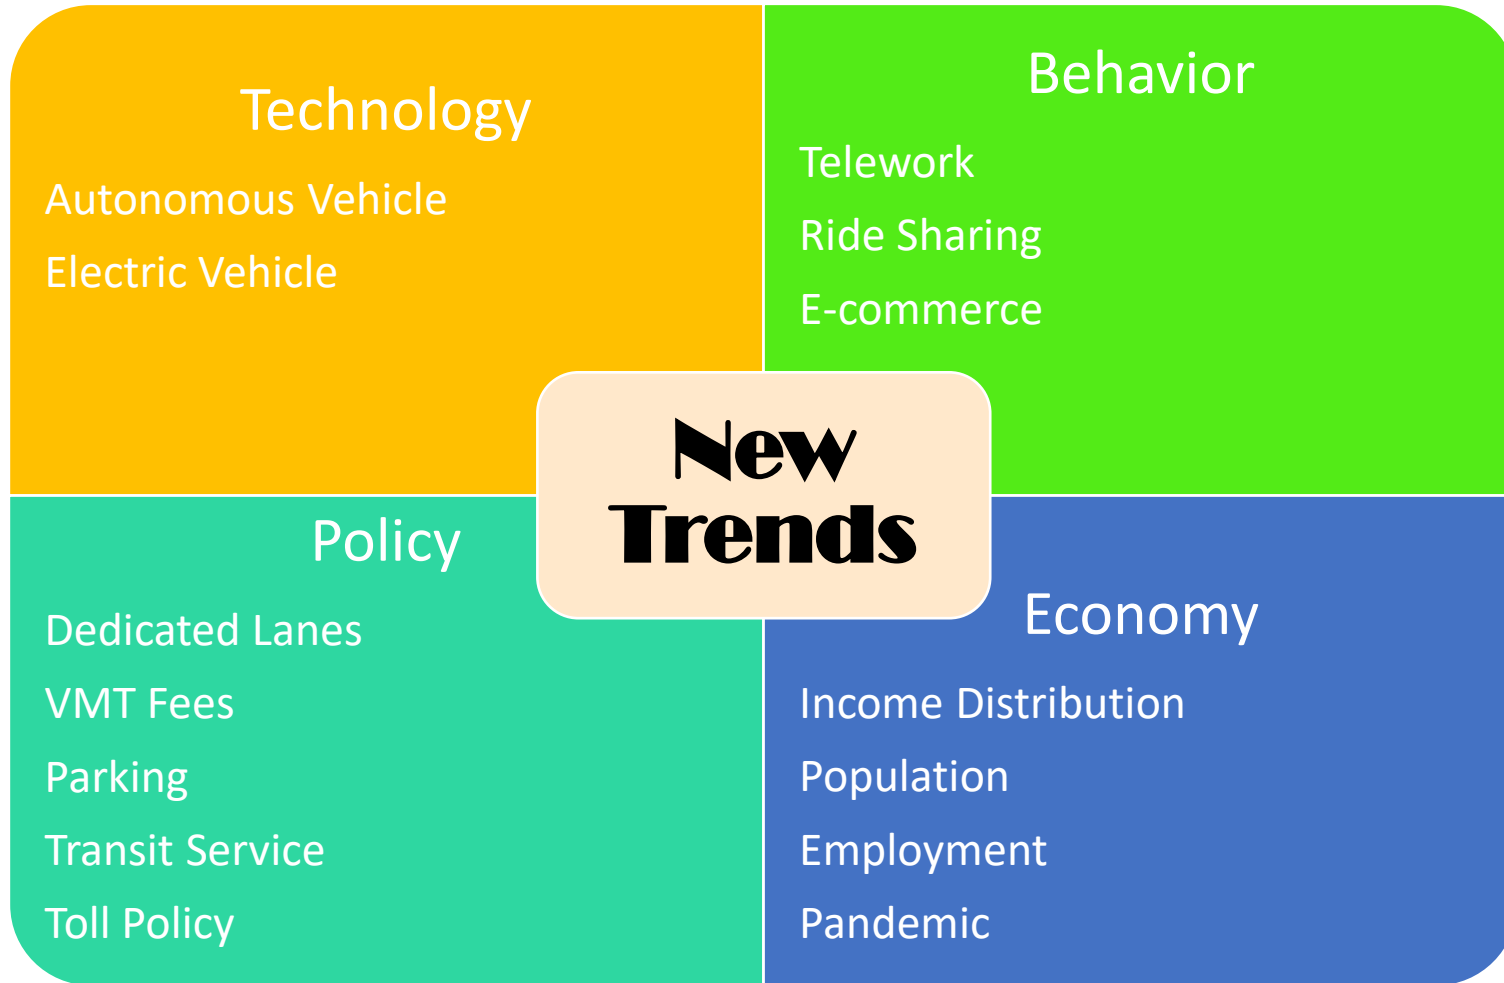 Technology
Autonomous Vehicle
Electric Vehicle
Behavior
Telework
Ride Sharing
E-commerce
New
Trends
Policy
Dedicated Lanes
VMT Fees
Parking
Transit Service
Toll Policy
Economy
Income Distribution
Population
Employment
Pandemic